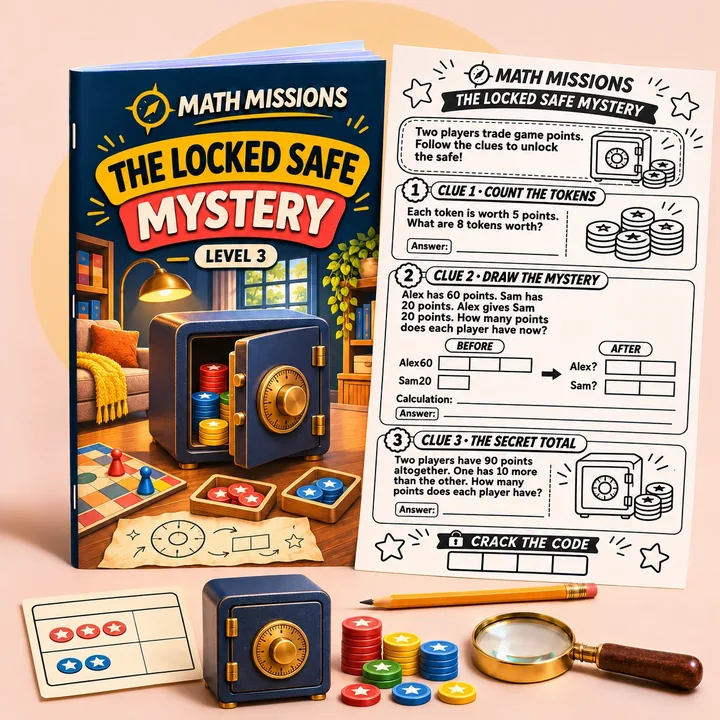 MATH MISSIONS
THE LOCKED SAFE
MYSTERY
LEVEL 3
MATH MISSIONS
THE LOCKED SAFE MYSTERY
Two players trade game points.
Follow the clues to unlock
the safe!
1
CLUE 1 • COUNT THE TOKENS
Each token is worth 5 points.
What are 8 tokens worth?
Answer:
2
CLUE 2 • DRAW THE MYSTERY
Alex has 60 points. Sam has
20 points. Alex gives Sam
20 points. How many points
does each player have now?
BEFORE
AFTER
Alex60
Alex?
Sam20
Sam?
Calculation:
Answer:
3
CLUE 3 • THE SECRET TOTAL
Two players have 90 points
altogether. One has 10 more
than the other. How many
points does each player have?
Answer:
CRACK THE CODE